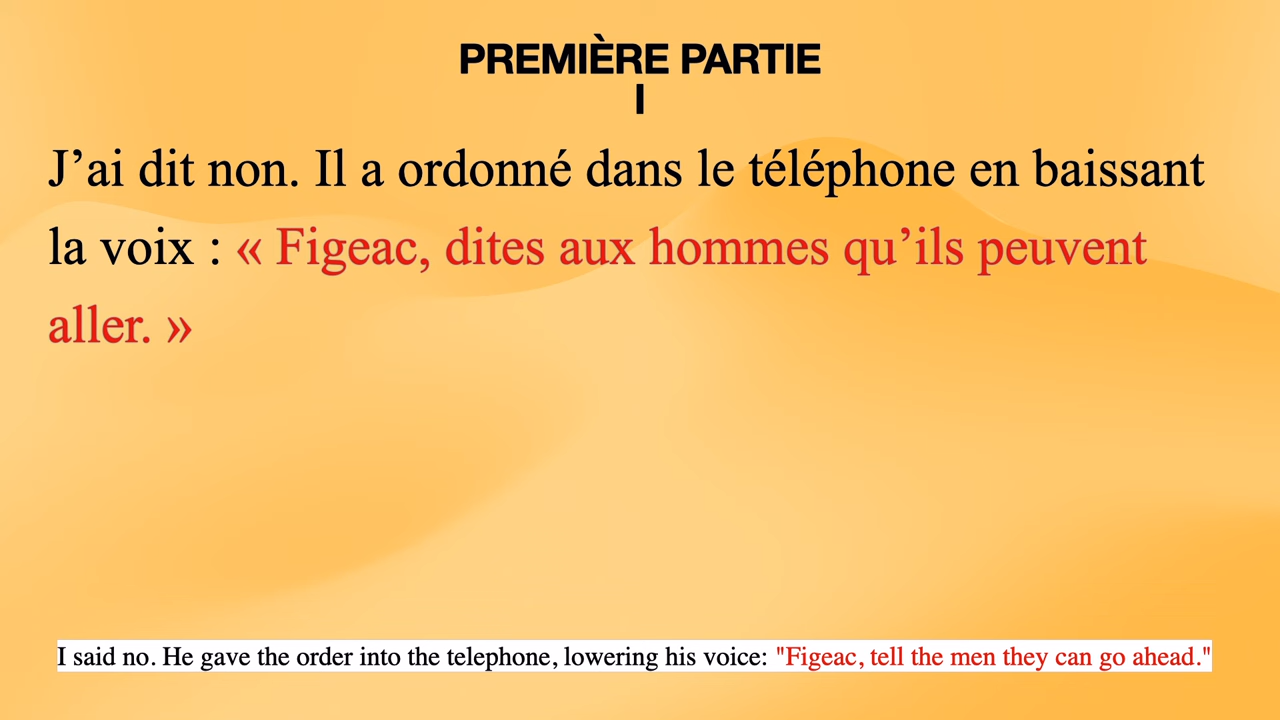 PREMIÈRE PARTIE
I
J’ai dit non. Il a ordonné dans le téléphone en baissant
la voix : « Figeac, dites aux hommes qu’ils peuvent
aller. »
I said no. He gave the order into the telephone, lowering his voice: "Figeac, tell the men they can go ahead."